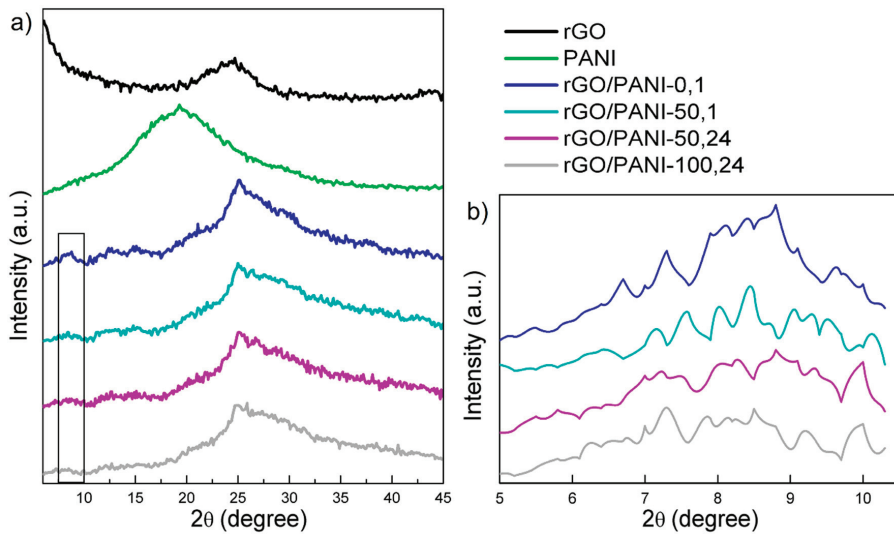 a)
rGO
PANI
rGO/PANI-0,1
rGO/PANI-50,1
rGO/PANI-50,24
rGO/PANI-100,24
Intensity (a.u.)
10 15 20 25 30 35 40 45
2θ (degree)
b)
Intensity (a.u.)
5 6 7 8 9 10
2θ (degree)